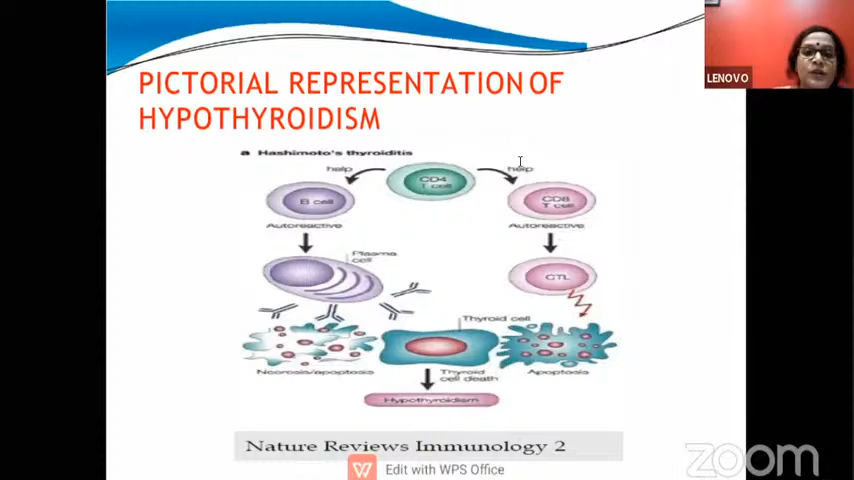 PICTORIAL REPRESENTATION OF
HYPOTHYROIDISM
LENOVO
a Hashimoto's thyroiditis
help
CD4
T cell
help
B cell
CD8
T cell
Autoreactive
Autoreactive
Plasma
cell
CTL
Thyroid cell
Necrosis/apoptosis
Thyroid
cell death
Apoptosis
Hypothyroidism
Nature Reviews Immunology 2
Edit with WPS Office
zoom